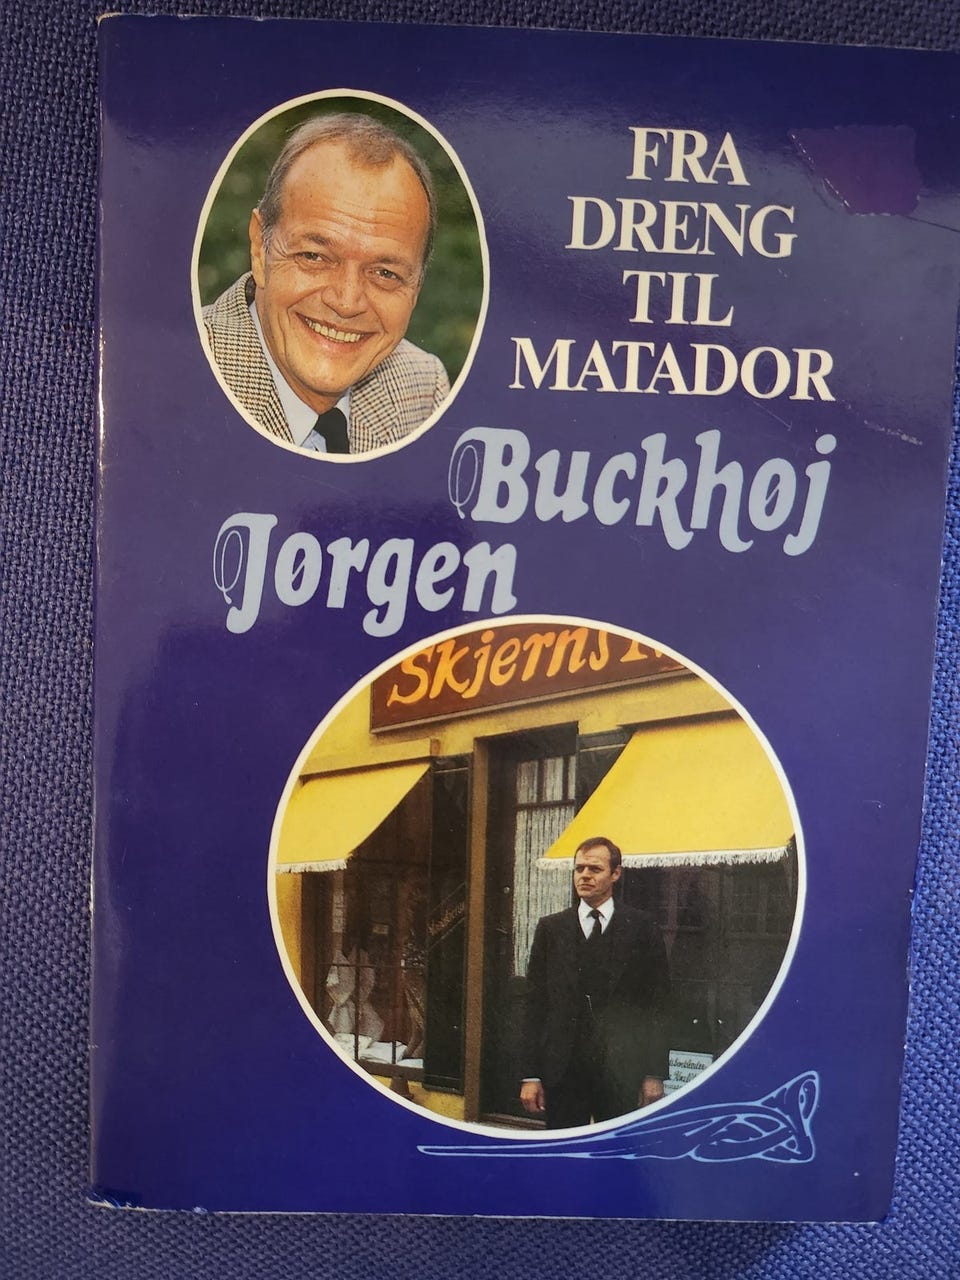 FRA
DRENG
TIL
MATADOR
Buckhøj
Jørgen
Skjerns